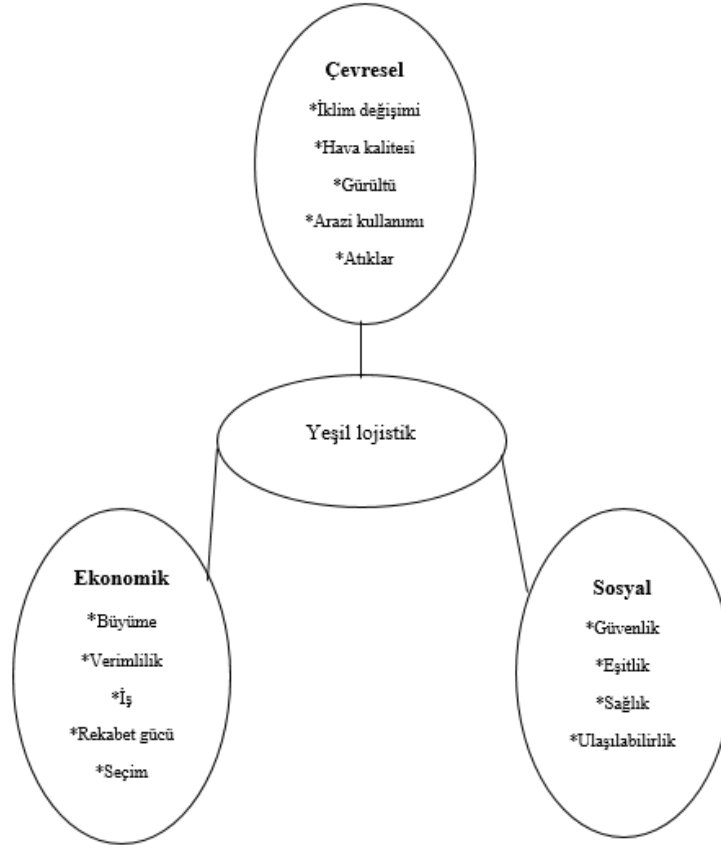 Çevresel
*İklim değişimi
*Hava kalitesi
*Gürültü
*Arazi kullanımı
*Atıklar
Yeşil lojistik
Ekonomik
*Büyüme
*Verimlilik
*İş
*Rekabet gücü
*Seçim
Sosyal
*Güvenlik
*Eşitlik
*Sağlık
*Ulaşılabilirlik